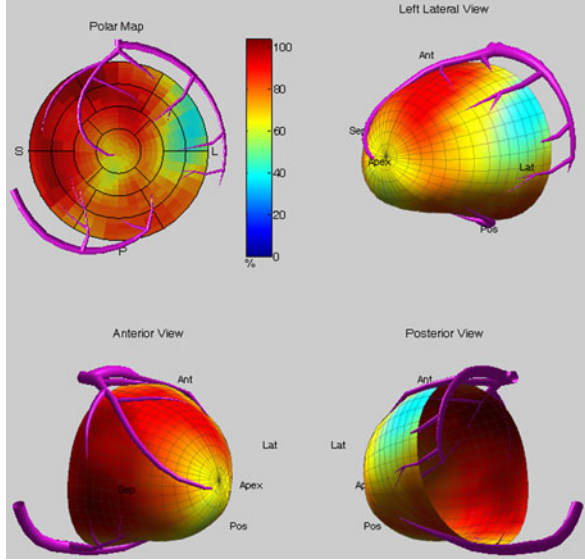 Polar Map
S
L
P
100
80
60
40
20
0
%
Left Lateral View
Ant
Sep
Apex
Lat
Pos
Anterior View
Ant
Lat
Sep
Apex
Pos
Posterior View
Ant
Lat
Pos